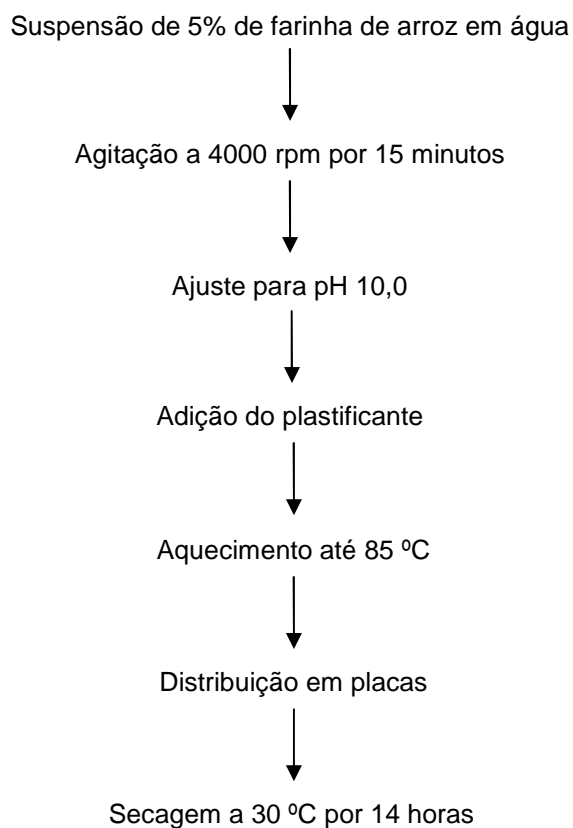 Suspensão de 5% de farinha de arroz em água
Agitação a 4000 rpm por 15 minutos
Ajuste para pH 10,0
Adição do plastificante
Aquecimento até 85 ºC
Distribuição em placas
Secagem a 30 ºC por 14 horas